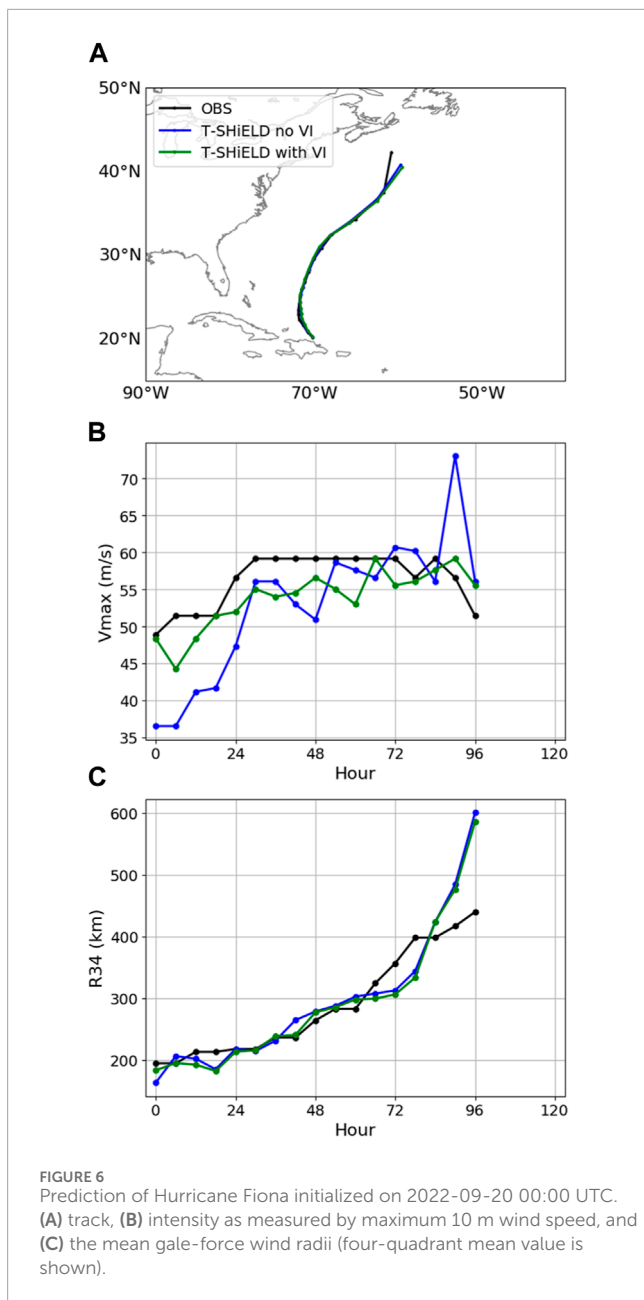 A
50°N
OBS
T-SHiELD no VI
T-SHiELD with VI
40°N
30°N
20°N
90°W 70°W 50°W
B
70
65
60
55
50
45
40
35
Vmax (m/s)
0 24 48 72 96 120
Hour
C
600
500
400
300
200
R34 (km)
0 24 48 72 96 120
Hour
FIGURE 6
Prediction of Hurricane Fiona initialized on 2022-09-20 00:00 UTC.
(A) track, (B) intensity as measured by maximum 10 m wind speed, and
(C) the mean gale-force wind radii (four-quadrant mean value is
shown).